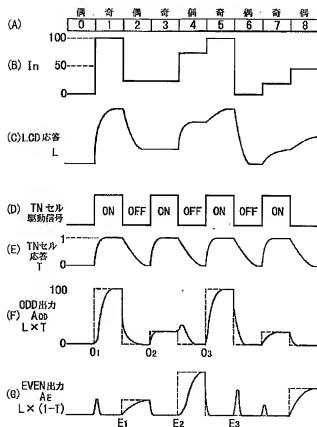 偶 奇 偶 奇 偶 奇 偶 奇 偶
(A) 0 1 2 3 4 5 6 7 8
100
(B) In 50
0
(C) LCD応答
L
(D) TNセル
駆動信号
ON OFF ON OFF ON OFF ON
(E) TNセル
応答
T
1
0
ODD出力
(F) AOD
L×T
100
0
O1 O2 O3
(G) EVEN出力
AE
L×(1-T)
E1 E2 E3